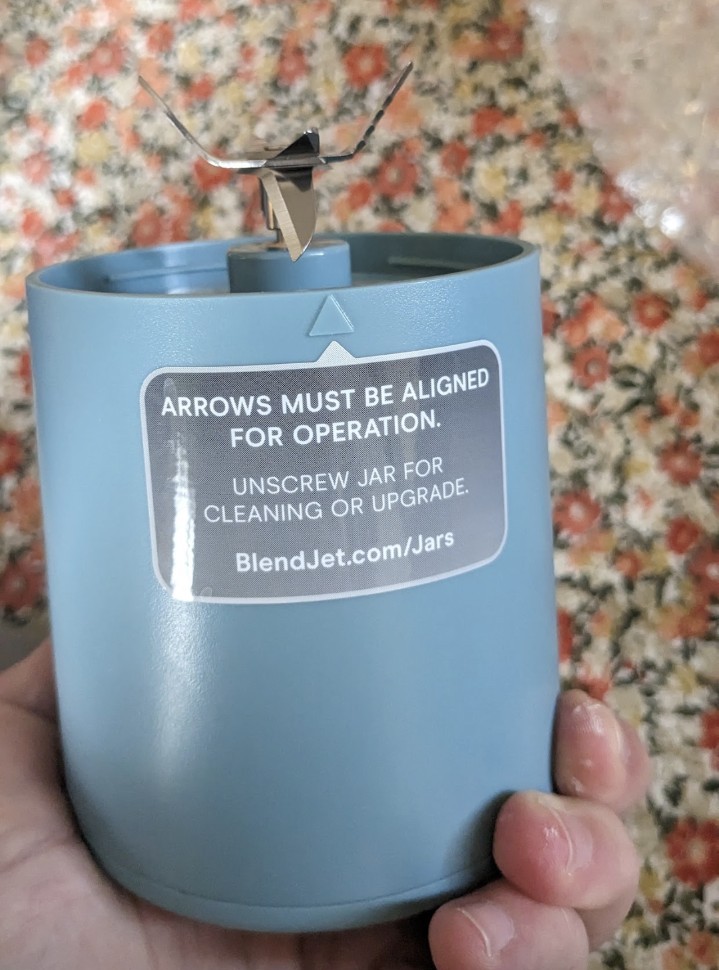 ARROWS MUST BE ALIGNED
FOR OPERATION.
UNSCREW JAR FOR
CLEANING OR UPGRADE.
BlendJet.com/Jars